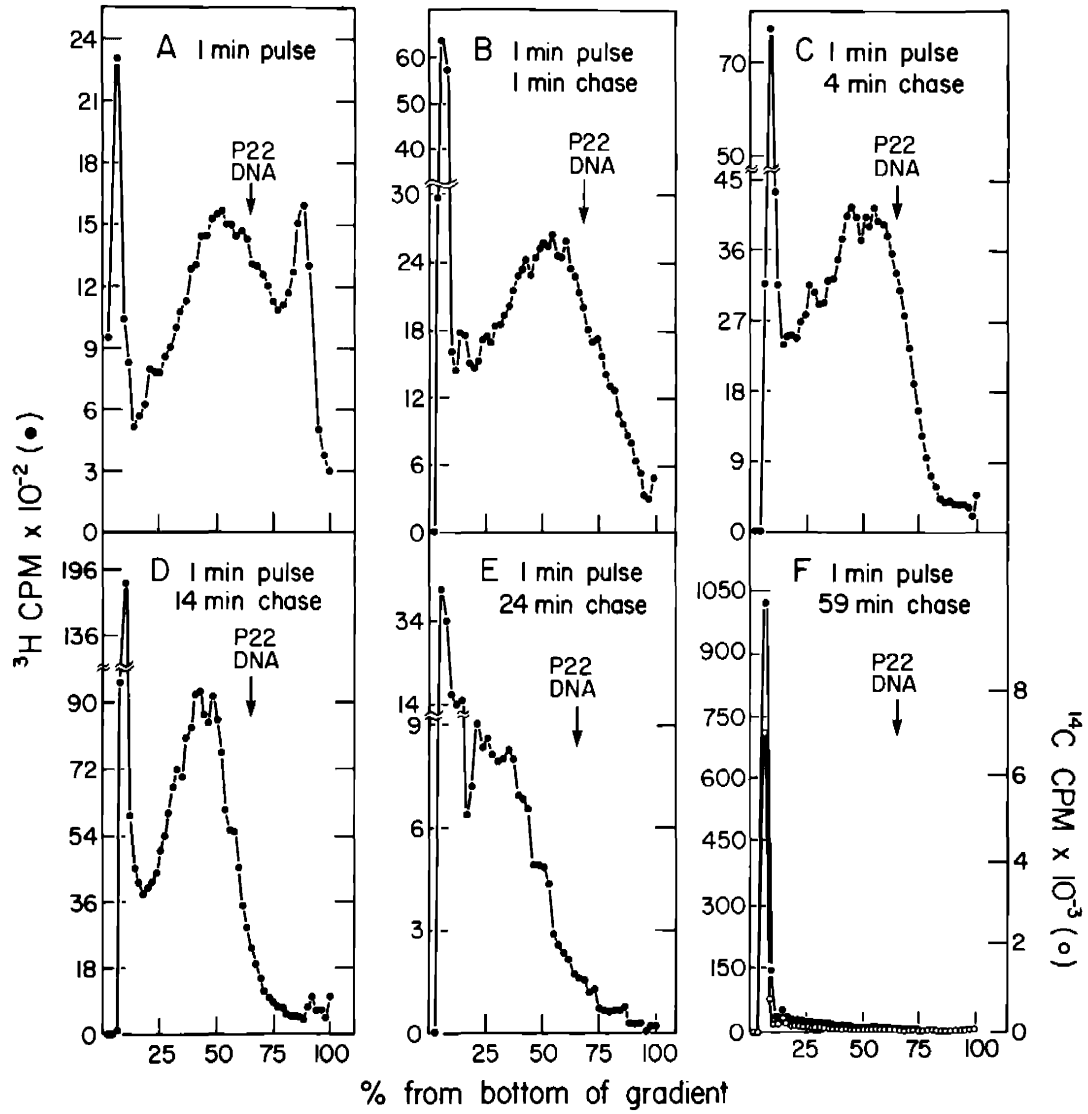 A 1 min pulse
24
21
18
15
12
9
6
3
0
P22
DNA
25
50
75
100
B 1 min pulse
1 min chase
60
50
40
30
24
18
12
6
0
P22
DNA
C 1 min pulse
4 min chase
70
50
45
36
27
18
9
0
P22
DNA
³H CPM x 10⁻² (●)
D 1 min pulse
14 min chase
196
136
90
72
54
36
18
0
P22
DNA
25
50
75
100
E 1 min pulse
24 min chase
34
14
9
6
3
0
P22
DNA
25
50
75
100
F 1 min pulse
59 min chase
1050
900
750
600
450
300
150
0
P22
DNA
25
50
75
100
8
6
4
2
0
¹⁴C CPM x 10⁻³ (○)
% from bottom of gradient